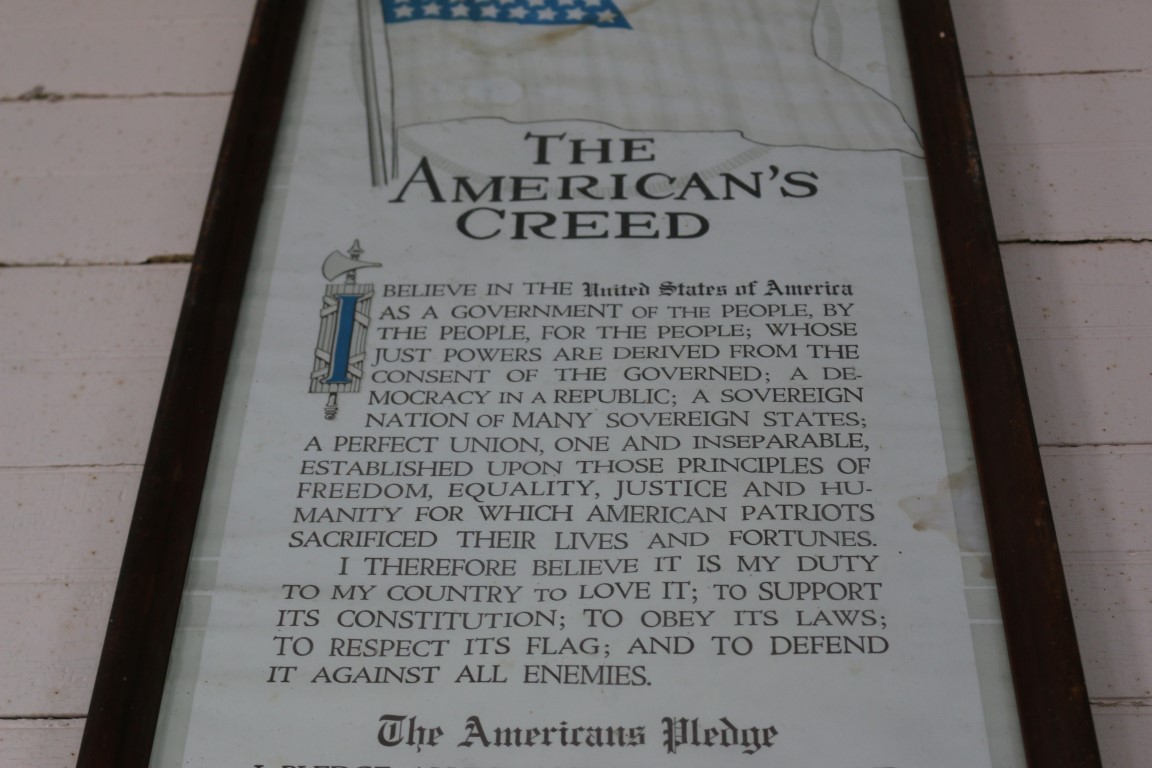 THE
AMERICAN'S
CREED
I BELIEVE IN THE United States of America
AS A GOVERNMENT OF THE PEOPLE, BY
THE PEOPLE, FOR THE PEOPLE; WHOSE
JUST POWERS ARE DERIVED FROM THE
CONSENT OF THE GOVERNED; A DE-
MOCRACY IN A REPUBLIC; A SOVEREIGN
NATION OF MANY SOVEREIGN STATES;
A PERFECT UNION, ONE AND INSEPARABLE,
ESTABLISHED UPON THOSE PRINCIPLES OF
FREEDOM, EQUALITY, JUSTICE AND HU-
MANITY FOR WHICH AMERICAN PATRIOTS
SACRIFICED THEIR LIVES AND FORTUNES.
I THEREFORE BELIEVE IT IS MY DUTY
TO MY COUNTRY TO LOVE IT; TO SUPPORT
ITS CONSTITUTION; TO OBEY ITS LAWS;
TO RESPECT ITS FLAG; AND TO DEFEND
IT AGAINST ALL ENEMIES.
The Americans Pledge
I PLEDGE